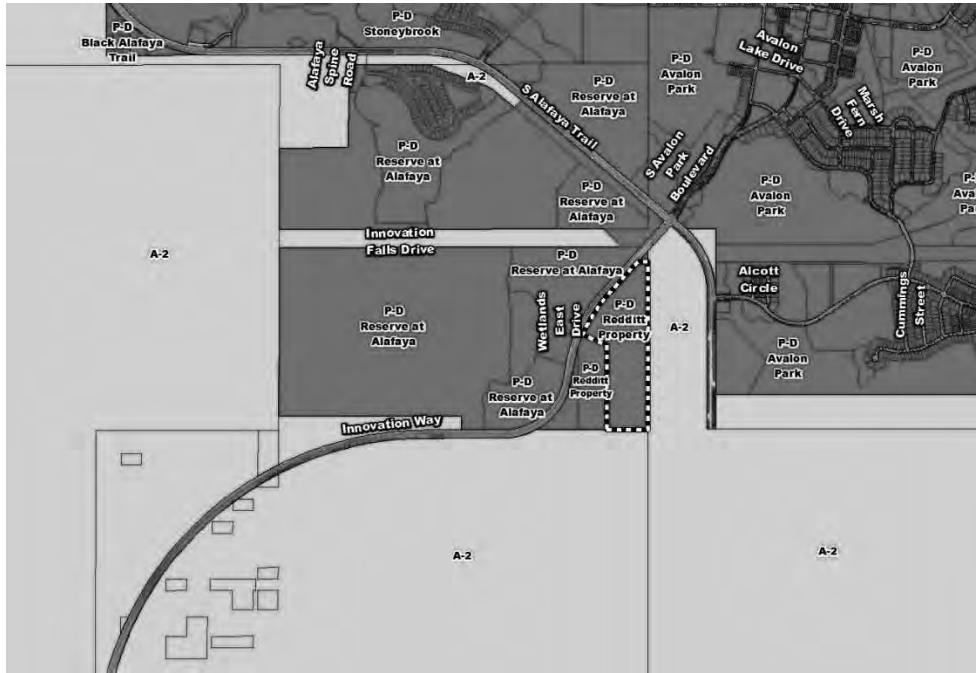 P-D
Black Alafaya
Trail
Alafaya
Spine
Road
P-D
Stoneybrook
A-2
S Alafaya Trail
P-D
Reserve at
Alafaya
P-D
Avalon
Park
Avalon
Lake Drive
P-D
Avalon
Park
Marsh
Fern
Drive
P-D
Reserve at
Alafaya
P-D
Reserve at
Alafaya
S Avalon
Park
Boulevard
P-D
Avalon
Park
P-D
Avalon
Park
A-2
Innovation
Falls Drive
P-D
Reserve at Alafaya
Alcott
Circle
Cummings
Street
P-D
Reserve at
Alafaya
Wetlands
East
Drive
P-D
Redditt
Property
A-2
P-D
Avalon
Park
P-D
Reserve at
Alafaya
P-D
Redditt
Property
Innovation Way
A-2
A-2